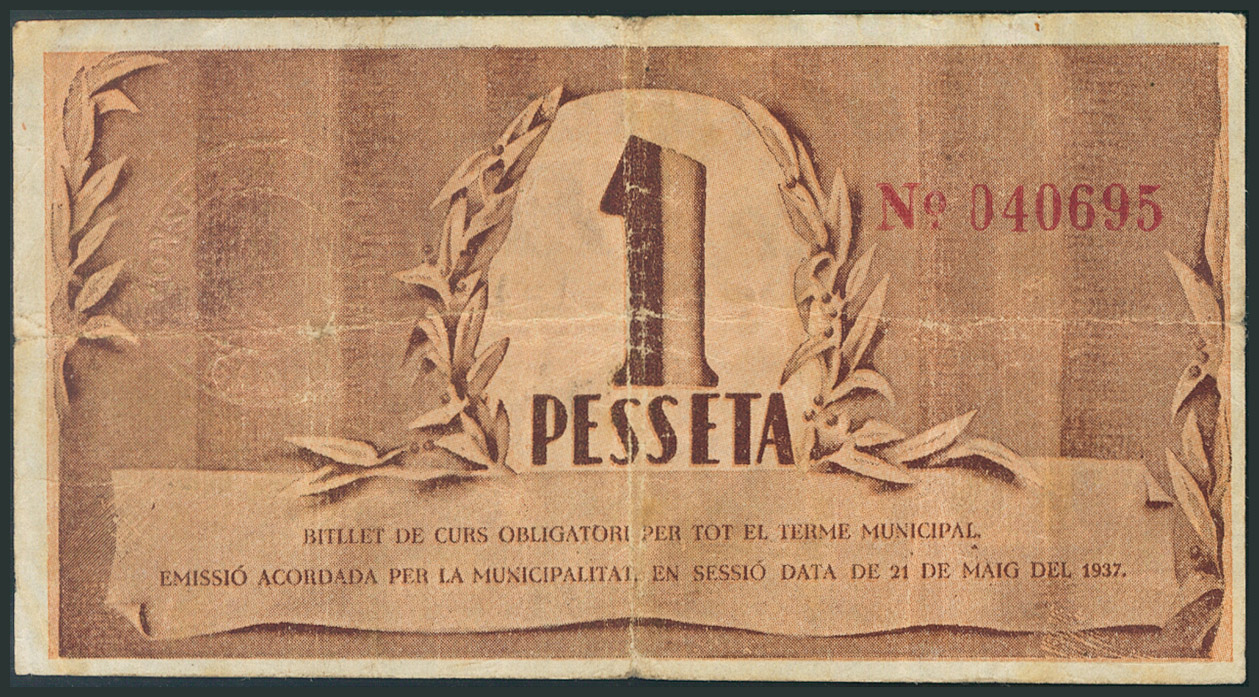 1
PESSETA
Nº 040695
BITLLET DE CURS OBLIGATORI PER TOT EL TERME MUNICIPAL.
EMISSIÓ ACORDADA PER LA MUNICIPALITAT, EN SESSIÓ DATA DE 21 DE MAIG DEL 1937.